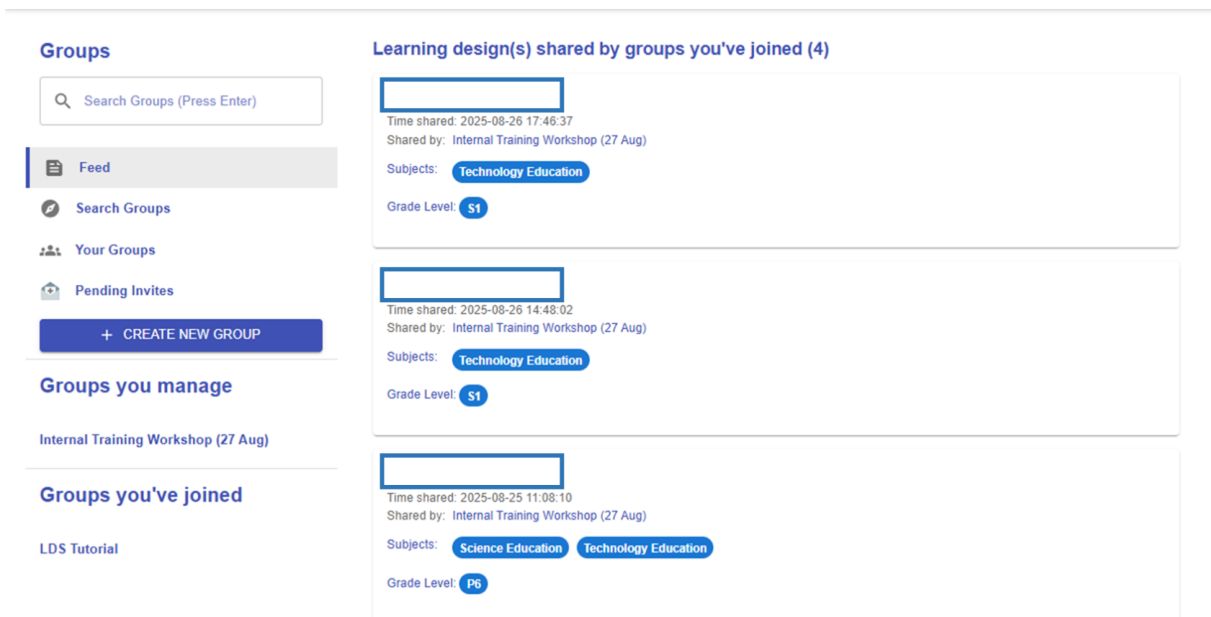 Groups
Search Groups (Press Enter)
Feed
Search Groups
Your Groups
Pending Invites
+ CREATE NEW GROUP
Groups you manage
Internal Training Workshop (27 Aug)
Groups you've joined
LDS Tutorial
Learning design(s) shared by groups you've joined (4)
Time shared: 2025-08-26 17:46:37
Shared by: Internal Training Workshop (27 Aug)
Subjects: Technology Education
Grade Level: S1
Time shared: 2025-08-26 14:48:02
Shared by: Internal Training Workshop (27 Aug)
Subjects: Technology Education
Grade Level: S1
Time shared: 2025-08-25 11:08:10
Shared by: Internal Training Workshop (27 Aug)
Subjects: Science Education Technology Education
Grade Level: P6